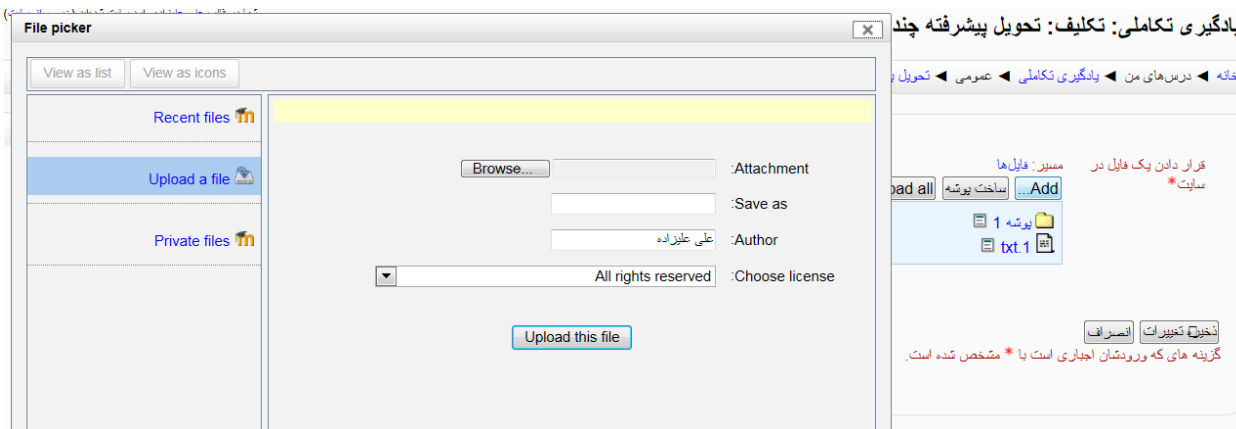 File picker
یادگیری تکاملی: تکلیف: تحویل پیشرفته چند
View as list
View as icons
خانه ◄ درس‌های من ◄ یادگیری تکاملی ◄ عمومی ◄ تحویل
Recent files
Upload a file
Private files
Browse...
:Attachment
:Save as
علی علیزاده
:Author
All rights reserved
:Choose license
Upload this file
قرار دادن یک فایل در سایت*
مسیر: فایل‌ها
Add...
ساخت پوشه
oad all
پوشه 1
txt.1
ذخیره تغییرات
انصراف
گزینه های که ورودشان اجباری است با * مشخص شده است.